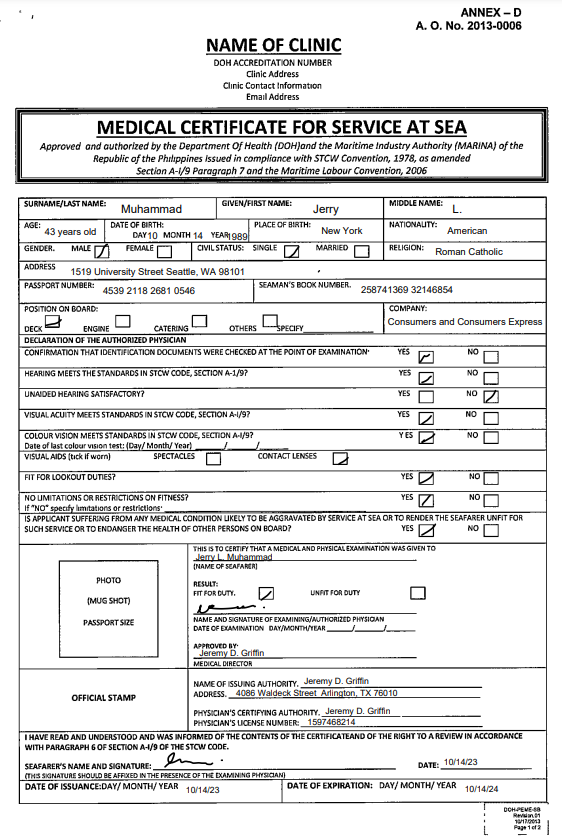 ANNEX – D
A. O. No. 2013-0006
NAME OF CLINIC
DOH ACCREDITATION NUMBER
Clinic Address
Clinic Contact Information
Email Address
MEDICAL CERTIFICATE FOR SERVICE AT SEA
Approved and authorized by the Department Of Health (DOH)and the Maritime Industry Authority (MARINA) of the
Republic of the Philippines Issued in compliance with STCW Convention, 1978, as amended
Section A-I/9 Paragraph 7 and the Maritime Labour Convention, 2006
SURNAME/LAST NAME: Muhammad GIVEN/FIRST NAME: Jerry MIDDLE NAME: L.
AGE: 43 years old DATE OF BIRTH: DAY 10 MONTH 14 YEAR 1989 PLACE OF BIRTH: New York NATIONALITY: American
GENDER. MALE FEMALE CIVIL STATUS: SINGLE MARRIED RELIGION: Roman Catholic
ADDRESS 1519 University Street Seattle, WA 98101
PASSPORT NUMBER: 4539 2118 2681 0546 SEAMAN'S BOOK NUMBER. 258741369 32146854
POSITION ON BOARD: COMPANY:
DECK ENGINE CATERING OTHERS SPECIFY Consumers and Consumers Express
DECLARATION OF THE AUTHORIZED PHYSICIAN
CONFIRMATION THAT IDENTIFICATION DOCUMENTS WERE CHECKED AT THE POINT OF EXAMINATION· YES NO
HEARING MEETS THE STANDARDS IN STCW CODE, SECTION A-1/9? YES NO
UNAIDED HEARING SATISFACTORY? YES NO
VISUAL ACUITY MEETS STANDARDS IN STCW CODE, SECTION A-I/9? YES NO
COLOUR VISION MEETS STANDARDS IN STCW CODE, SECTION A-I/9? YES NO
Date of last colour vision test: (Day/ Month/ Year) ____/____/____
VISUAL AIDS (tick if worn) SPECTACLES CONTACT LENSES
FIT FOR LOOKOUT DUTIES? YES NO
NO LIMITATIONS OR RESTRICTIONS ON FITNESS? YES NO
If "NO" specify limitations or restrictions·
IS APPLICANT SUFFERING FROM ANY MEDICAL CONDITION LIKELY TO BE AGGRAVATED BY SERVICE AT SEA OR TO RENDER THE SEAFARER UNFIT FOR
SUCH SERVICE OR TO ENDANGER THE HEALTH OF OTHER PERSONS ON BOARD? YES NO
PHOTO
(MUG SHOT)
PASSPORT SIZE
THIS IS TO CERTIFY THAT A MEDICAL AND PHYSICAL EXAMINATION WAS GIVEN TO
Jerry L. Muhammad
(NAME OF SEAFARER)
RESULT:
FIT FOR DUTY. UNFIT FOR DUTY
NAME AND SIGNATURE OF EXAMINING/AUTHORIZED PHYSICIAN
DATE OF EXAMINATION DAY/MONTH/YEAR ____/____/____
APPROVED BY·
Jeremy D. Griffin
MEDICAL DIRECTOR
OFFICIAL STAMP
NAME OF ISSUING AUTHORITY. Jeremy D. Griffin
ADDRESS. 4086 Waldeck Street Arlington, TX 76010
PHYSICIAN'S CERTIFYING AUTHORITY. Jeremy D. Griffin
PHYSICIAN'S LICENSE NUMBER: 1597468214
I HAVE READ AND UNDERSTOOD AND WAS INFORMED OF THE CONTENTS OF THE CERTIFICATEAND OF THE RIGHT TO A REVIEW IN ACCORDANCE
WITH PARAGRAPH 6 OF SECTION A-I/9 OF THE STCW CODE.
SEAFARER'S NAME AND SIGNATURE: DATE: 10/14/23
(THIS SIGNATURE SHOULD BE AFFIXED IN THE PRESENCE OF THE EXAMINING PHYSICIAN)
DATE OF ISSUANCE:DAY/ MONTH/ YEAR 10/14/23 DATE OF EXPIRATION: DAY/ MONTH/ YEAR 10/14/24
DOH-PEME-SB
Revision.01
10/17/2013
Page 1 of 2